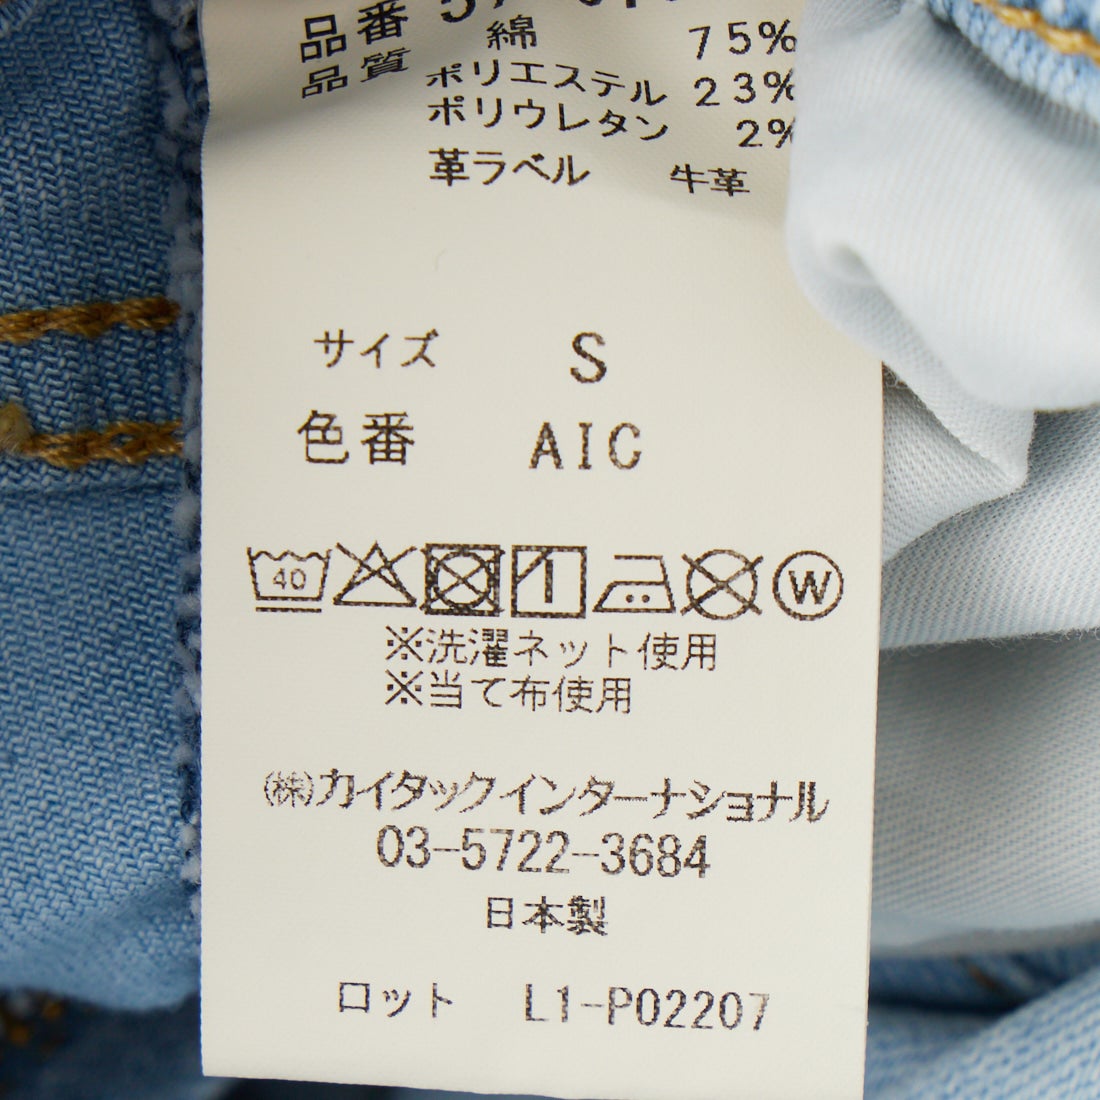 品番
品質 綿 75%
ポリエステル 23%
ポリウレタン 2%
革ラベル 牛革
サイズ S
色番 AIC
40 W
※洗濯ネット使用
※当て布使用
(株)カイタックインターナショナル
03-5722-3684
日本製
ロット L1-P02207